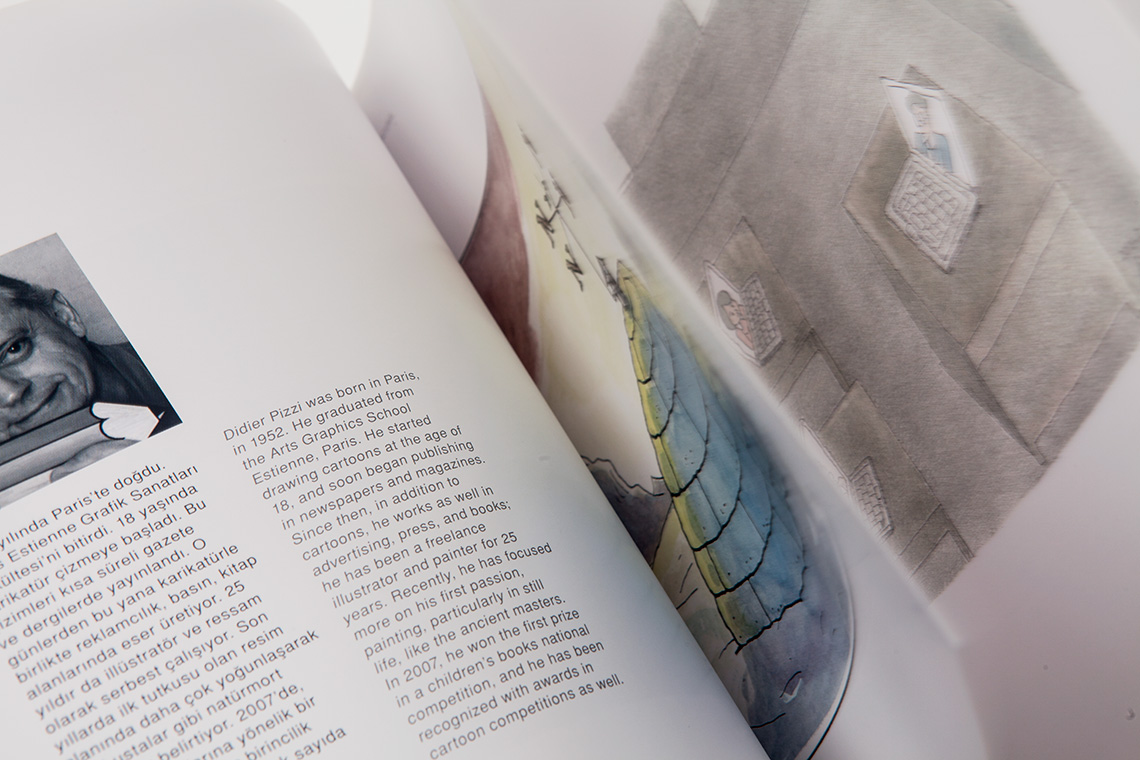 yılında Paris'te doğdu.
Estienne Grafik Sanatları
ültesi'ni bitirdi. 18 yaşında
rikatür çizmeye başladı. Bu
izimleri kısa süreli gazete
ve dergilerde yayınlandı. O
günlerden bu yana karikatürle
birlikte reklamcılık, basın, kitap
alanlarında eser üretiyor. 25
yıldır da illüstratör ve ressam
olarak serbest çalışıyor. Son
yıllarda ilk tutkusu olan resim
alanında daha çok yoğunlaşarak
ustalar gibi natürmort
belirtiyor. 2007'de,
arına yönelik bir
birincilik
sayıda
Didier Pizzi was born in Paris,
in 1952. He graduated from
the Arts Graphics School
Estienne, Paris. He started
drawing cartoons at the age of
18, and soon began publishing
in newspapers and magazines.
Since then, in addition to
cartoons, he works as well in
advertising, press, and books;
he has been a freelance
illustrator and painter for 25
years. Recently, he has focused
more on his first passion,
painting, particularly in still
life, like the ancient masters.
In 2007, he won the first prize
in a children's books national
competition, and he has been
recognized with awards in
cartoon competitions as well.